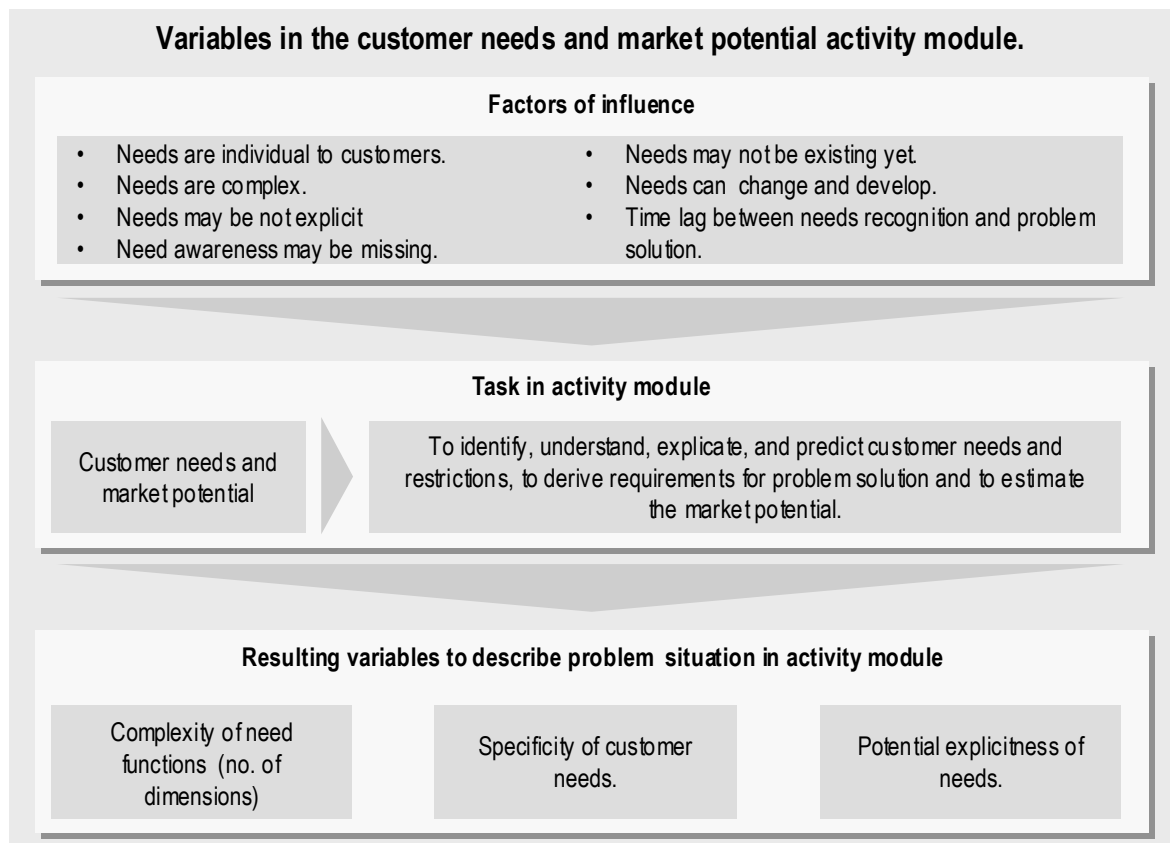 Variables in the customer needs and market potential activity module.
Factors of influence
• Needs are individual to customers.
• Needs are complex.
• Needs may be not explicit
• Need awareness may be missing.
• Needs may not be existing yet.
• Needs can change and develop.
• Time lag between needs recognition and problem
solution.
Task in activity module
Customer needs and
market potential
To identify, understand, explicate, and predict customer needs and
restrictions, to derive requirements for problem solution and to estimate
the market potential.
Resulting variables to describe problem situation in activity module
Complexity of need
functions (no. of
dimensions)
Specificity of customer
needs.
Potential explicitness of
needs.